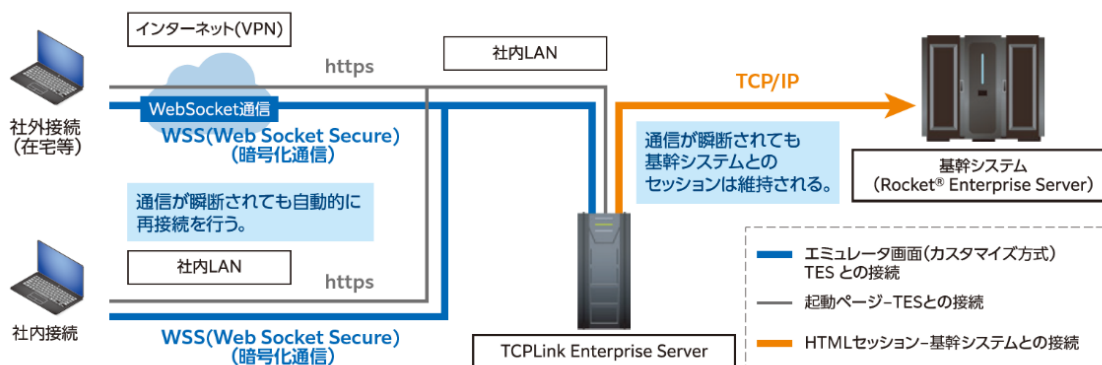 インターネット(VPN)
https
社内LAN
WebSocket通信
TCP/IP
社外接続
(在宅等)
WSS(Web Socket Secure)
(暗号化通信)
通信が瞬断されても
基幹システムとの
セッションは維持される。
基幹システム
(Rocket® Enterprise Server)
通信が瞬断されても自動的に
再接続を行う。
社内LAN
https
社内接続
WSS(Web Socket Secure)
(暗号化通信)
TCPLink Enterprise Server
エミュレータ画面(カスタマイズ方式)
TES との接続
起動ページ–TESとの接続
HTMLセッション–基幹システムとの接続